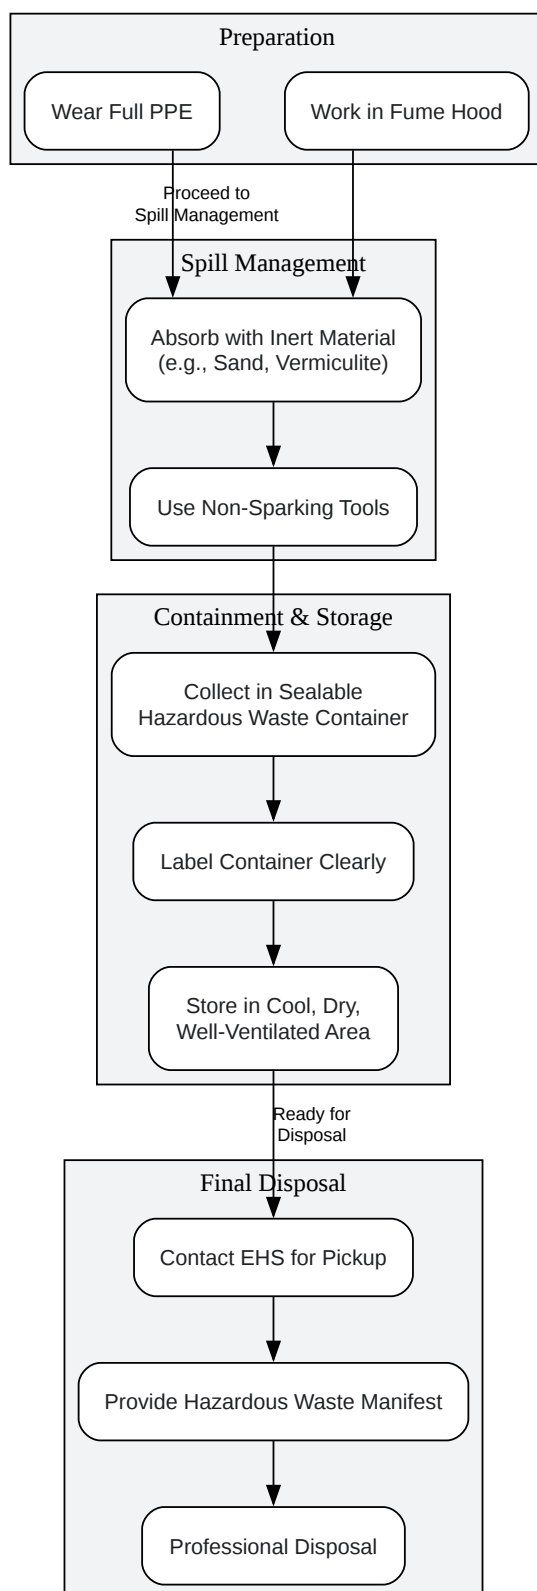 Preparation
Wear Full PPE
Work in Fume Hood
Proceed to
Spill Management
Spill Management
Absorb with Inert Material
(e.g., Sand, Vermiculite)
Use Non-Sparking Tools
Containment & Storage
Collect in Sealable
Hazardous Waste Container
Label Container Clearly
Store in Cool, Dry,
Well-Ventilated Area
Ready for
Disposal
Final Disposal
Contact EHS for Pickup
Provide Hazardous Waste Manifest
Professional Disposal